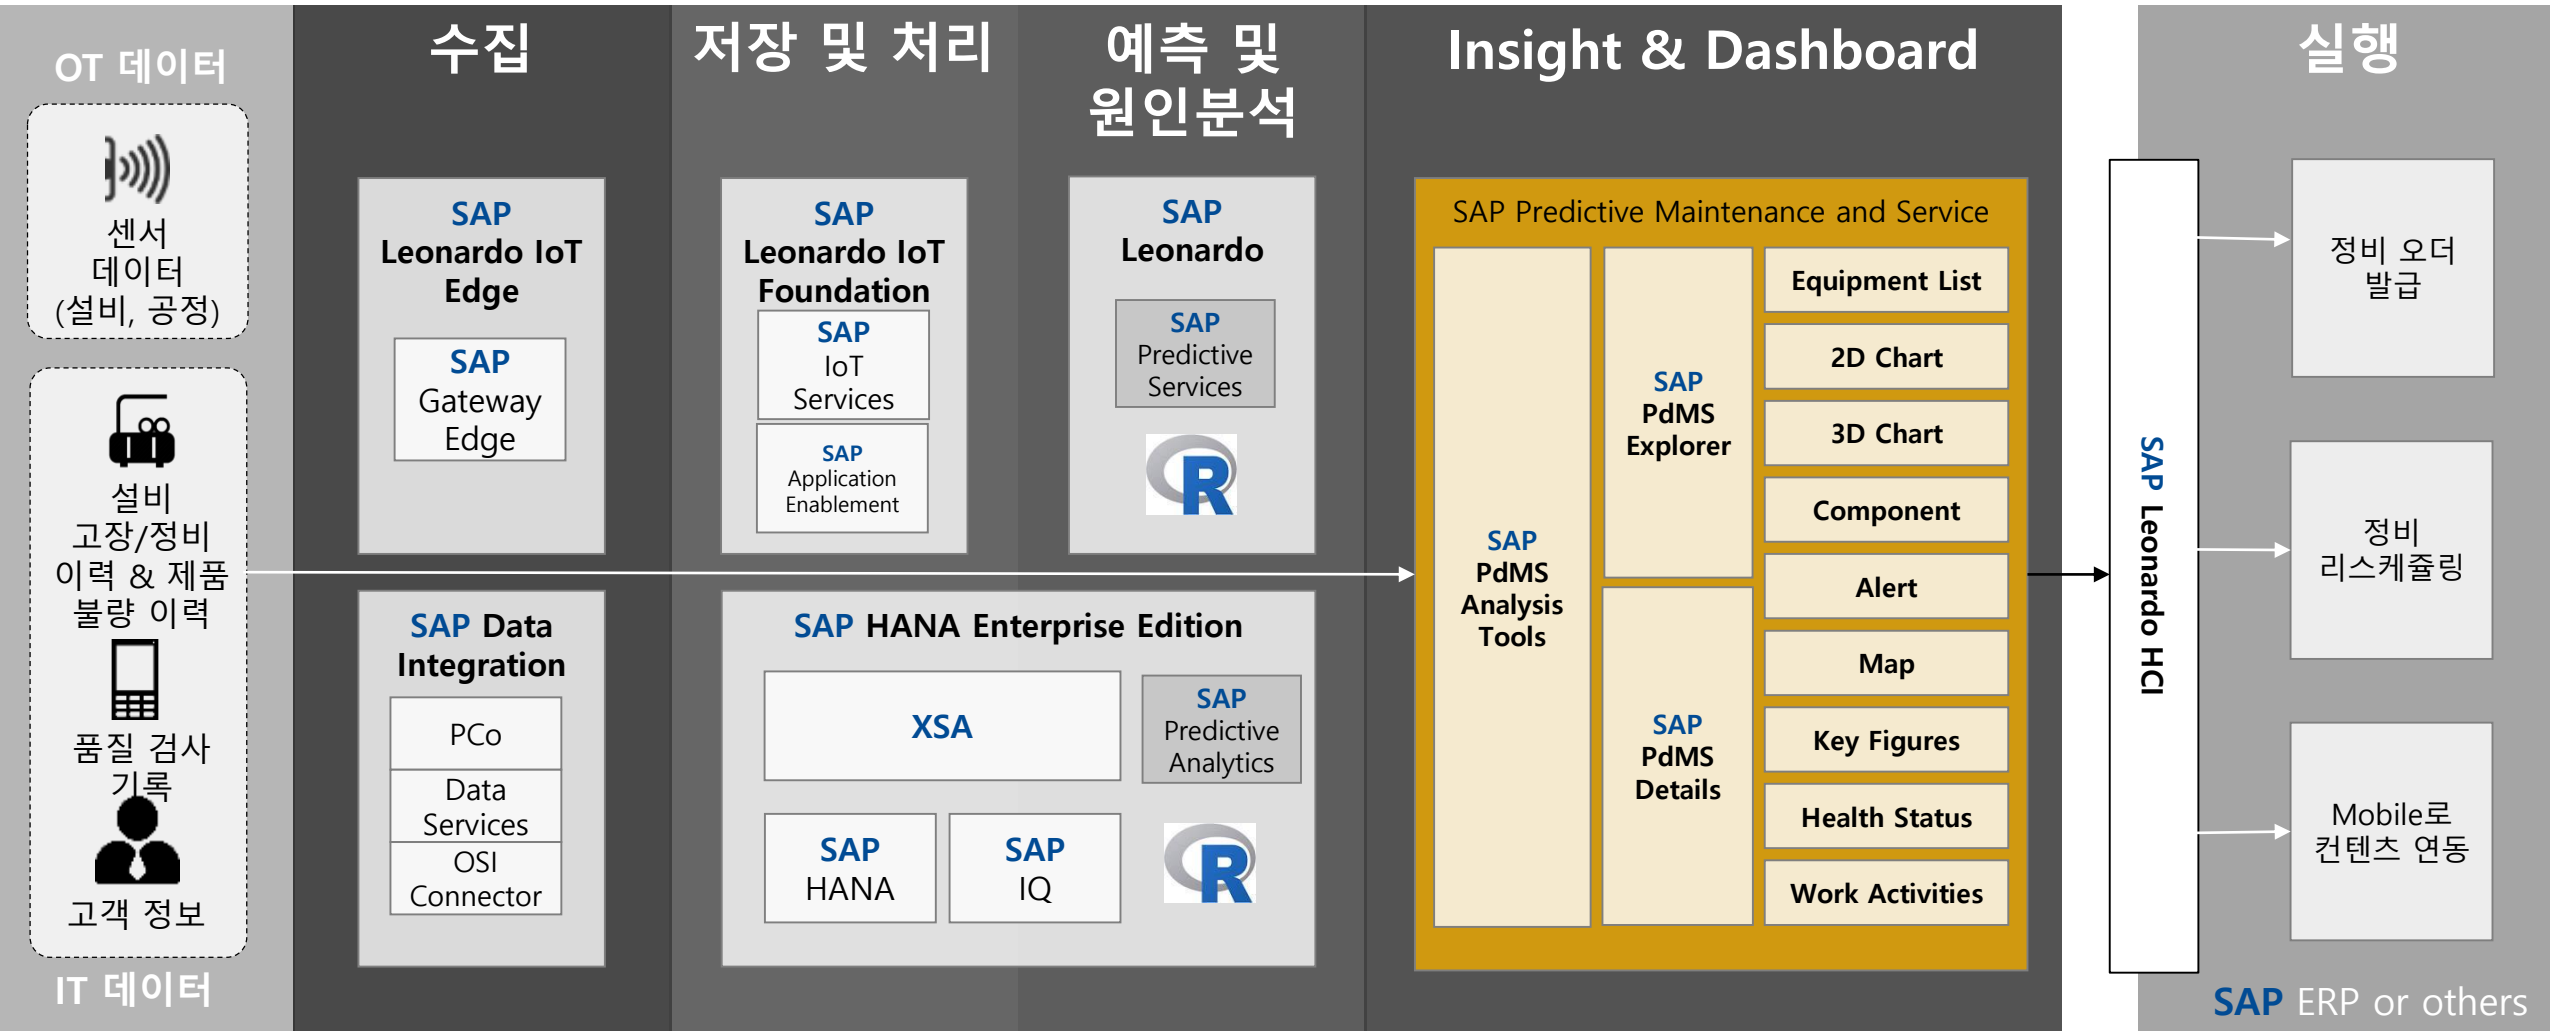 OT 데이터
센서
데이터
(설비, 공정)
설비
고장/정비
이력 & 제품
불량 이력
품질 검사
기록
고객 정보
IT 데이터
수집
SAP
Leonardo IoT
Edge
SAP
Gateway
Edge
SAP Data
Integration
PCo
Data
Services
OSI
Connector
저장 및 처리
SAP
Leonardo IoT
Foundation
SAP
IoT
Services
SAP
Application
Enablement
예측 및
원인분석
SAP
Leonardo
SAP
Predictive
Services
R
SAP HANA Enterprise Edition
XSA
SAP
Predictive
Analytics
SAP
HANA
SAP
IQ
R
Insight & Dashboard
SAP Predictive Maintenance and Service
SAP
PdMS
Analysis
Tools
SAP
PdMS
Explorer
SAP
PdMS
Details
Equipment List
2D Chart
3D Chart
Component
Alert
Map
Key Figures
Health Status
Work Activities
SAP Leonardo HCI
실행
정비 오더
발급
정비
리스케쥴링
Mobile로
컨텐츠 연동
SAP ERP or others